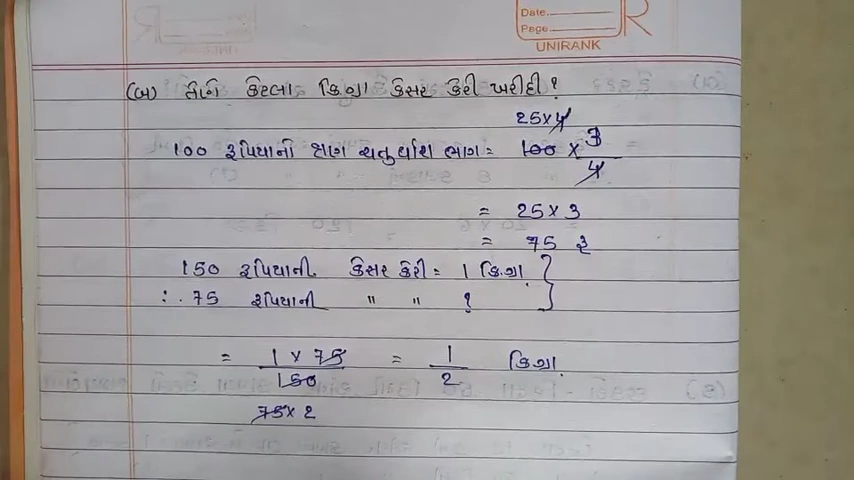 Date.
Page
UNIRANK
(બ) તેણે કેટલા કિગ્રા કેસર કેરી ખરીદી?
25×4
100 રૂપિયાનો ત્રણ ચતુર્થાંશ ભાગ = 100 × 3/4
= 25 × 3
= 75 રૂ
150 રૂપિયાની કેસર કેરી = 1 કિગ્રા
∴ 75 રૂપિયાની " " ?
= 1 × 75/150 = 1/2 કિગ્રા
75×2